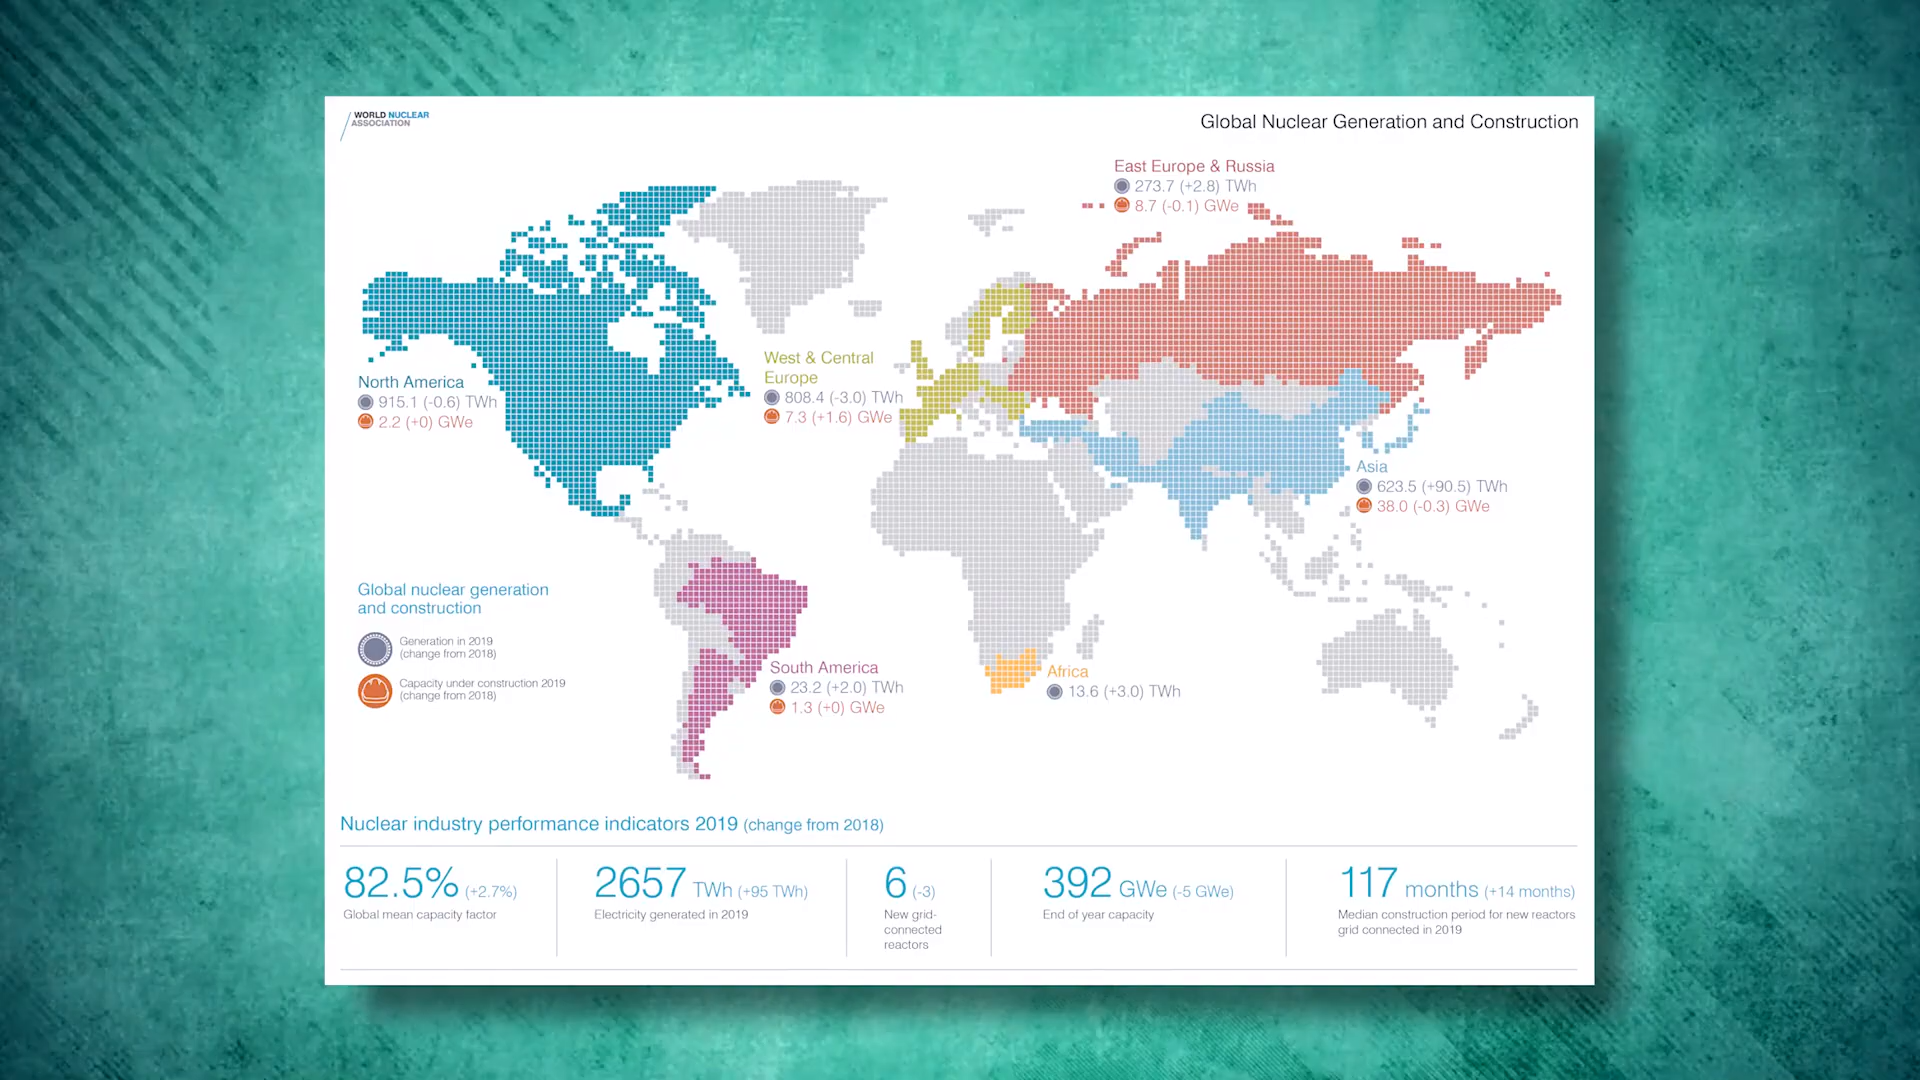 WORLD NUCLEAR
ASSOCIATION
Global Nuclear Generation and Construction
East Europe & Russia
273.7 (+2.8) TWh
8.7 (-0.1) GWe
West & Central
Europe
808.4 (-3.0) TWh
7.3 (+1.6) GWe
North America
915.1 (-0.6) TWh
2.2 (+0) GWe
Asia
623.5 (+90.5) TWh
38.0 (-0.3) GWe
Global nuclear generation
and construction
Generation in 2019
(change from 2018)
Capacity under construction 2019
(change from 2018)
South America
23.2 (+2.0) TWh
1.3 (+0) GWe
Africa
13.6 (+3.0) TWh
Nuclear industry performance indicators 2019 (change from 2018)
82.5% (+2.7%)
Global mean capacity factor
2657 TWh (+95 TWh)
Electricity generated in 2019
6 (-3)
New grid-
connected
reactors
392 GWe (-5 GWe)
End of year capacity
117 months (+14 months)
Median construction period for new reactors
grid connected in 2019